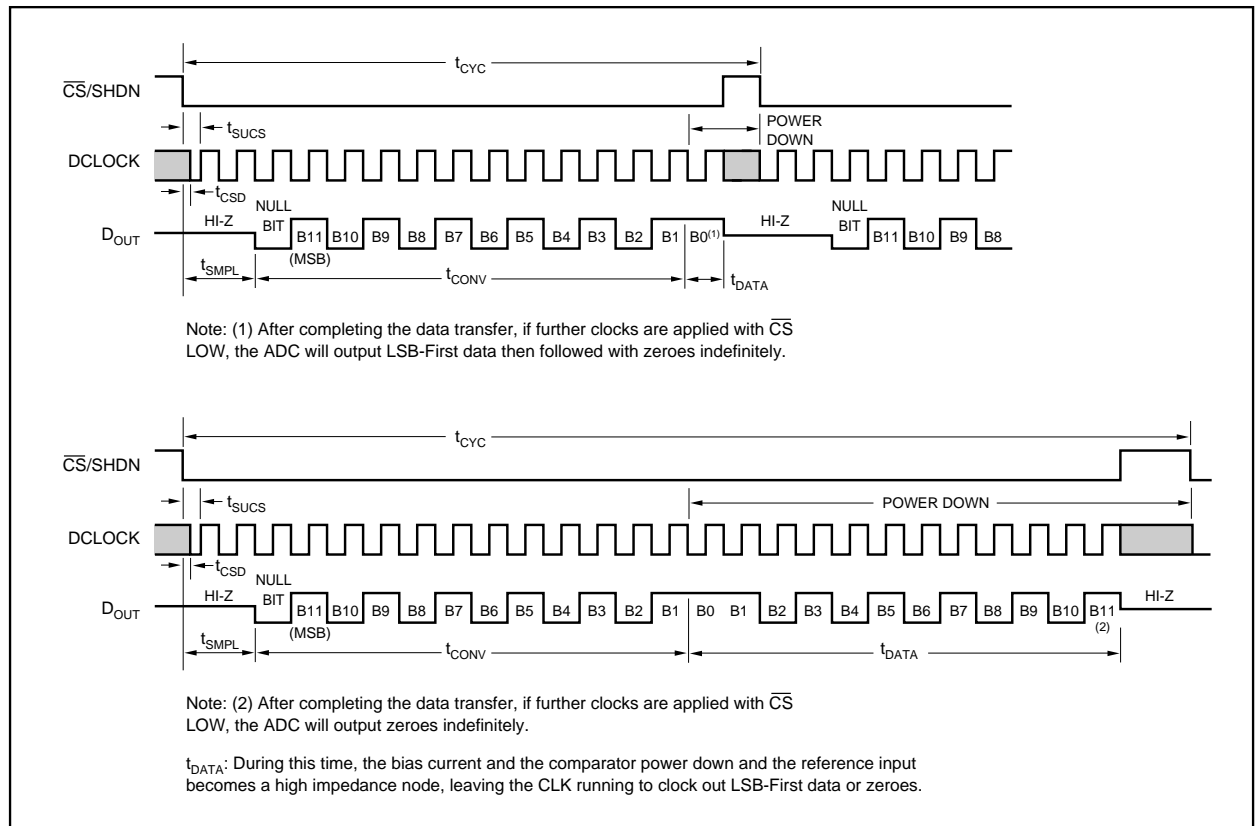 tCYC
CS/SHDN
tSUCS
POWER
DOWN
DCLOCK
tCSD
HI-Z
NULL
BIT
B11
(MSB)
B10
B9
B8
B7
B6
B5
B4
B3
B2
B1
B0(1)
HI-Z
NULL
BIT
B11
B10
B9
B8
DOUT
tSMPL
tCONV
tDATA
Note: (1) After completing the data transfer, if further clocks are applied with CS
LOW, the ADC will output LSB-First data then followed with zeroes indefinitely.
tCYC
CS/SHDN
tSUCS
POWER DOWN
DCLOCK
tCSD
HI-Z
NULL
BIT
B11
(MSB)
B10
B9
B8
B7
B6
B5
B4
B3
B2
B1
B0
B1
B2
B3
B4
B5
B6
B7
B8
B9
B10
B11
(2)
HI-Z
DOUT
tSMPL
tCONV
tDATA
Note: (2) After completing the data transfer, if further clocks are applied with CS
LOW, the ADC will output zeroes indefinitely.
tDATA: During this time, the bias current and the comparator power down and the reference input
becomes a high impedance node, leaving the CLK running to clock out LSB-First data or zeroes.